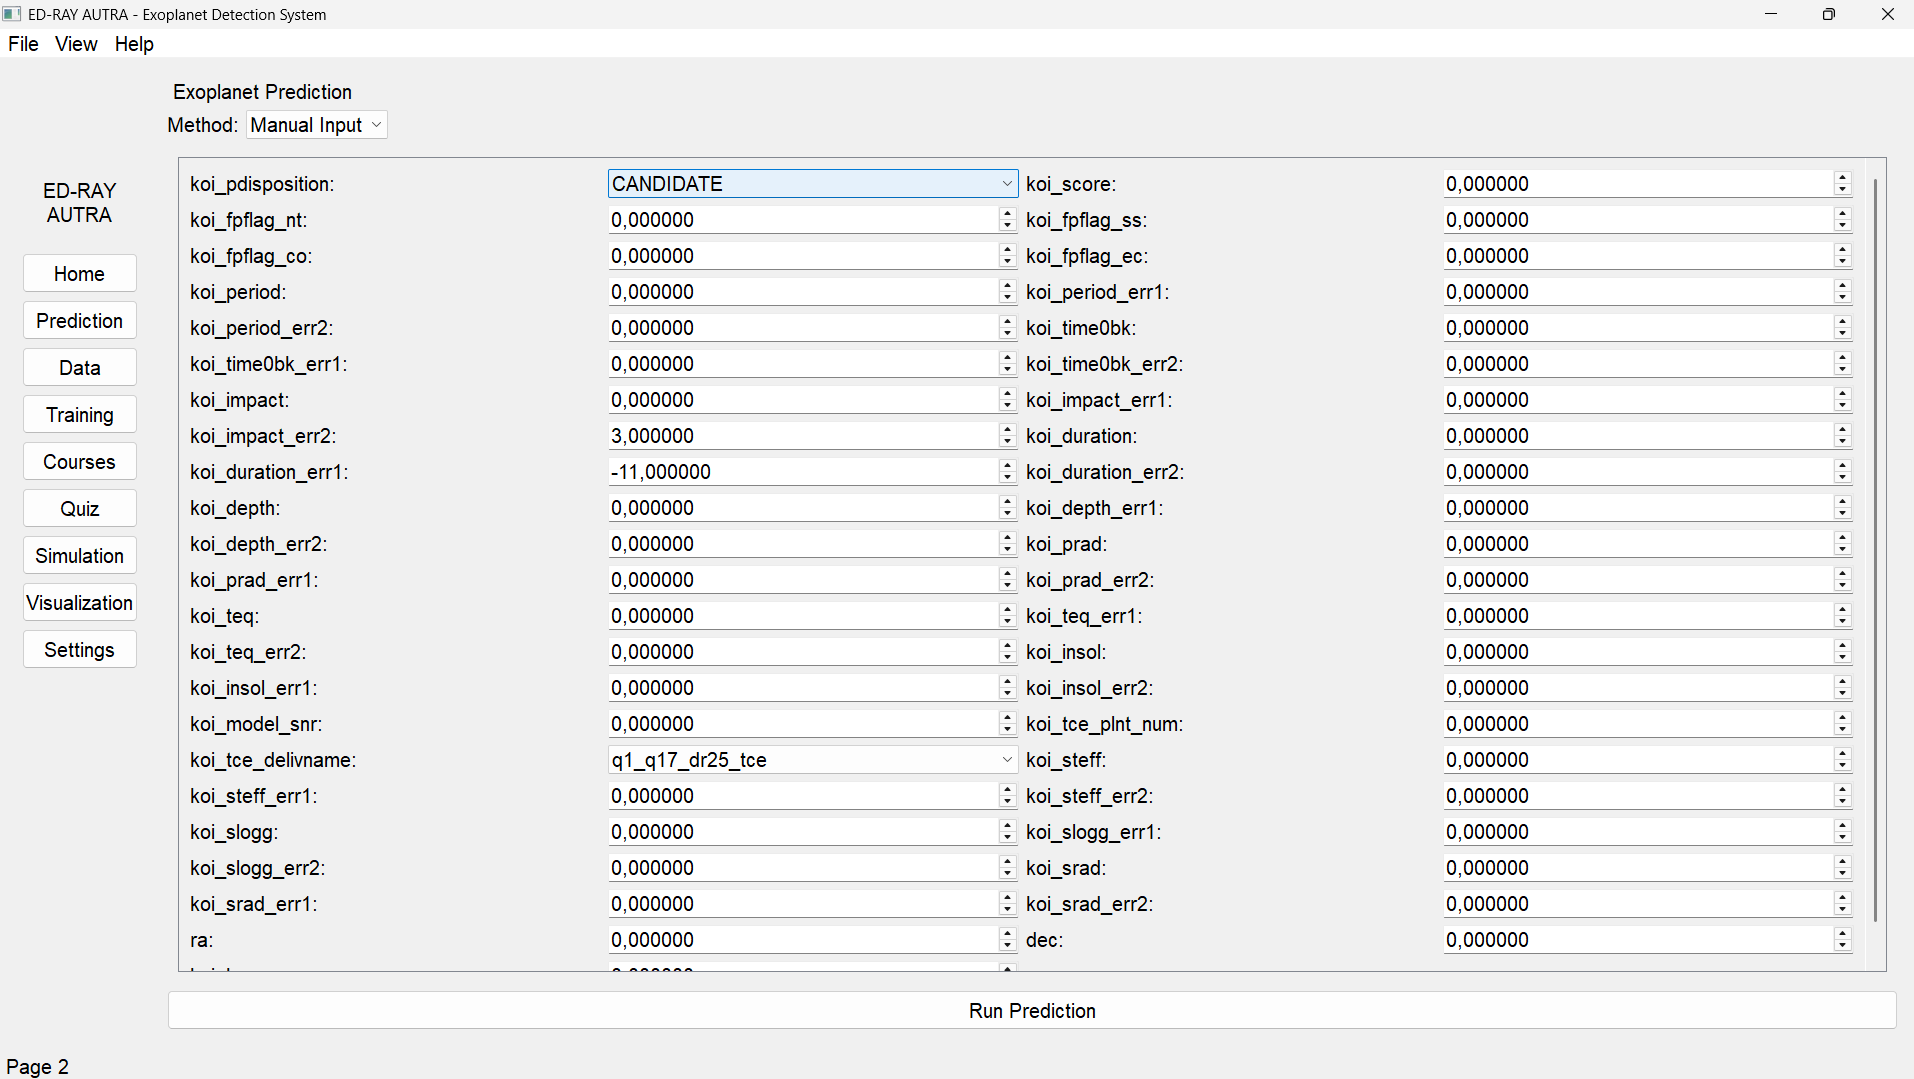 ED-RAY AUTRA - Exoplanet Detection System
File View Help
Exoplanet Prediction
Method: Manual Input
ED-RAY
AUTRA
Home
Prediction
Data
Training
Courses
Quiz
Simulation
Visualization
Settings
koi_pdisposition: CANDIDATE koi_score: 0,000000
koi_fpflag_nt: 0,000000 koi_fpflag_ss: 0,000000
koi_fpflag_co: 0,000000 koi_fpflag_ec: 0,000000
koi_period: 0,000000 koi_period_err1: 0,000000
koi_period_err2: 0,000000 koi_time0bk: 0,000000
koi_time0bk_err1: 0,000000 koi_time0bk_err2: 0,000000
koi_impact: 0,000000 koi_impact_err1: 0,000000
koi_impact_err2: 3,000000 koi_duration: 0,000000
koi_duration_err1: -11,000000 koi_duration_err2: 0,000000
koi_depth: 0,000000 koi_depth_err1: 0,000000
koi_depth_err2: 0,000000 koi_prad: 0,000000
koi_prad_err1: 0,000000 koi_prad_err2: 0,000000
koi_teq: 0,000000 koi_teq_err1: 0,000000
koi_teq_err2: 0,000000 koi_insol: 0,000000
koi_insol_err1: 0,000000 koi_insol_err2: 0,000000
koi_model_snr: 0,000000 koi_tce_plnt_num: 0,000000
koi_tce_delivname: q1_q17_dr25_tce koi_steff: 0,000000
koi_steff_err1: 0,000000 koi_steff_err2: 0,000000
koi_slogg: 0,000000 koi_slogg_err1: 0,000000
koi_slogg_err2: 0,000000 koi_srad: 0,000000
koi_srad_err1: 0,000000 koi_srad_err2: 0,000000
ra: 0,000000 dec: 0,000000
Run Prediction
Page 2